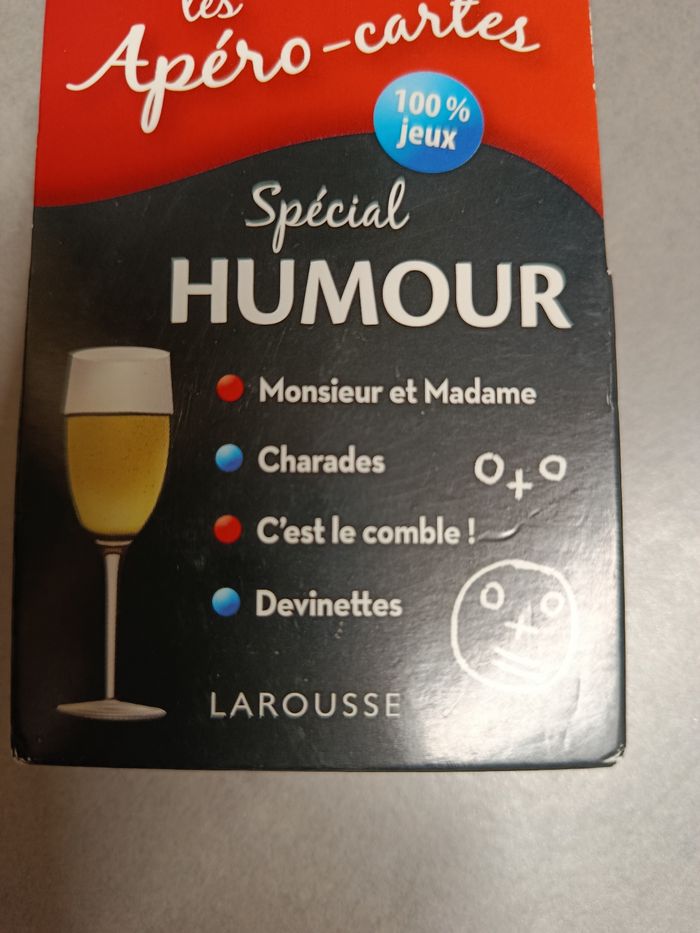 les
Apéro-cartes
100 %
jeux
Spécial
HUMOUR
Monsieur et Madame
Charades
C'est le comble !
Devinettes
LAROUSSE